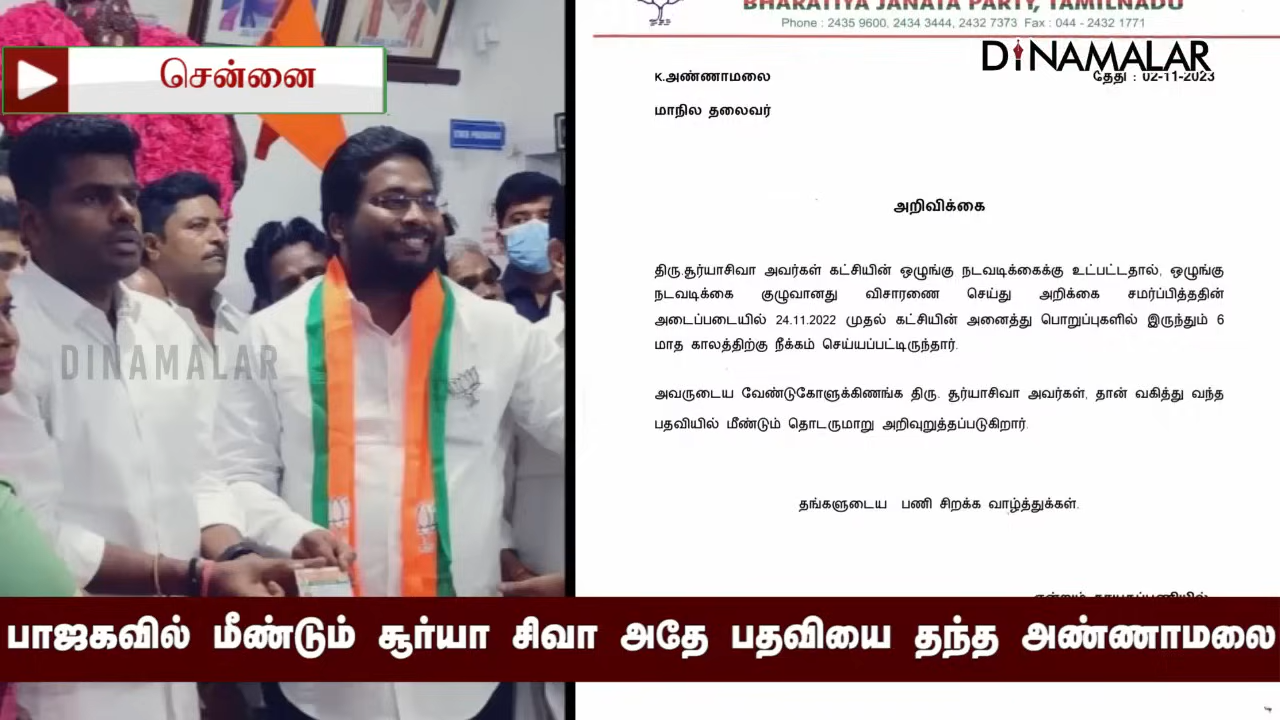 சென்னை
BHARATIYA JANATA PARTY, TAMILNADU
Phone : 2435 9600, 2434 3444, 2432 7373 Fax : 044 - 2432 1771
DINAMALAR
K.அண்ணாமலை
தேதி : 02-11-2023
மாநில தலைவர்
அறிவிக்கை
திரு.சூர்யாசிவா அவர்கள் கட்சியின் ஒழுங்கு நடவடிக்கைக்கு உட்பட்டதால், ஒழுங்கு
நடவடிக்கை குழுவானது விசாரணை செய்து அறிக்கை சமர்ப்பித்ததின்
அடைப்படையில் 24.11.2022 முதல் கட்சியின் அனைத்து பொறுப்புகளில் இருந்தும் 6
மாத காலத்திற்கு நீக்கம் செய்யப்பட்டிருந்தார்.
அவருடைய வேண்டுகோளுக்கிணங்க திரு. சூர்யாசிவா அவர்கள், தான் வகித்து வந்த
பதவியில் மீண்டும் தொடருமாறு அறிவுறுத்தப்படுகிறார்.
தங்களுடைய பணி சிறக்க வாழ்த்துக்கள்.
DINAMALAR
பாஜகவில் மீண்டும் சூர்யா சிவா அதே பதவியை தந்த அண்ணாமலை